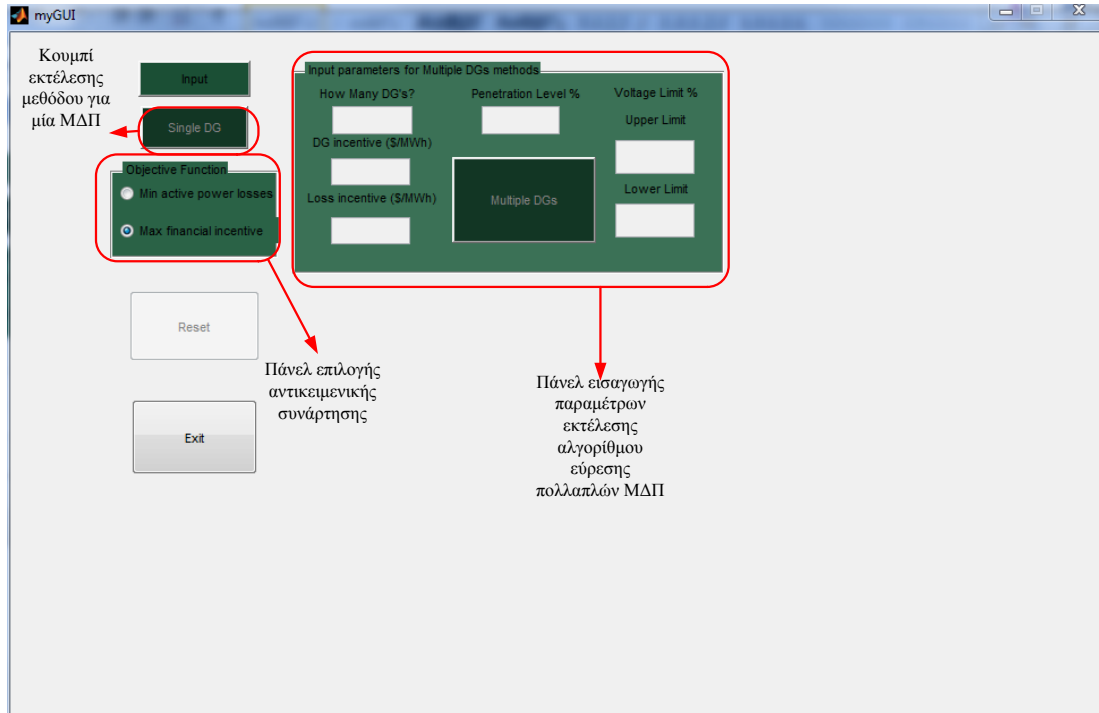 myGUI
Κουμπί
εκτέλεσης
μεθόδου για
μία ΜΔΠ
Input
Single DG
Objective Function
Min active power losses
Max financial incentive
Input parameters for Multiple DGs methods
How Many DG's?
Penetration Level %
Voltage Limit %
Upper Limit
DG incentive ($/MWh)
Lower Limit
Loss incentive ($/MWh)
Multiple DGs
Reset
Exit
Πάνελ επιλογής
αντικειμενικής
συνάρτησης
Πάνελ εισαγωγής
παραμέτρων
εκτέλεσης
αλγορίθμου
εύρεσης
πολλαπλών ΜΔΠ